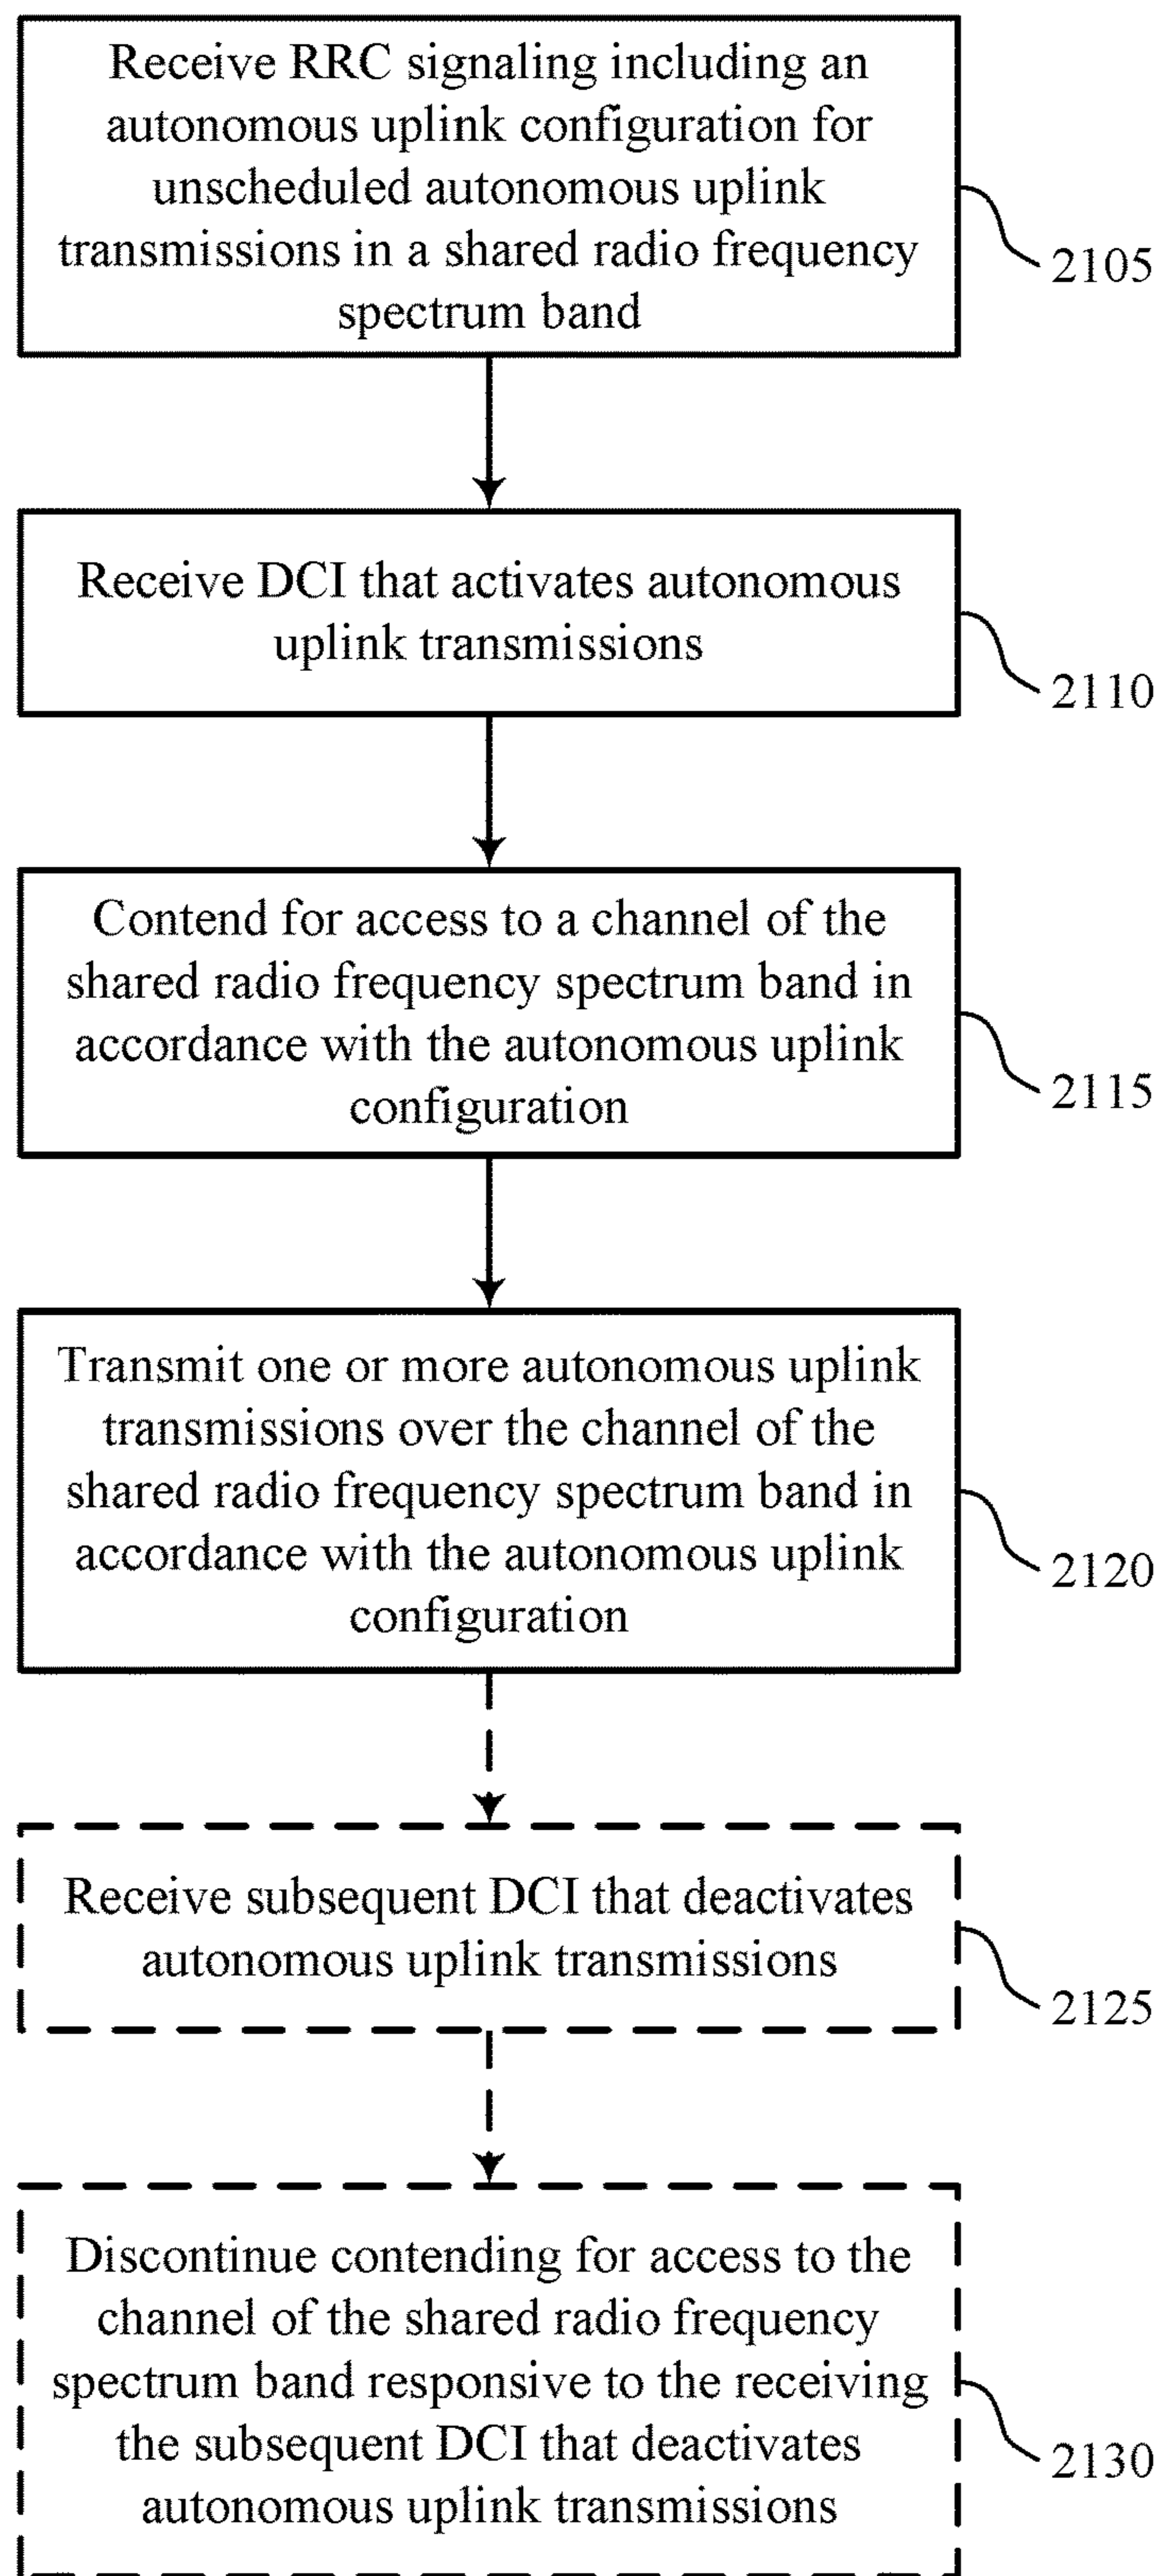 Receive RRC signaling including an
autonomous uplink configuration for
unscheduled autonomous uplink
transmissions in a shared radio frequency
spectrum band
2105
Receive DCI that activates autonomous
uplink transmissions
2110
Contend for access to a channel of the
shared radio frequency spectrum band in
accordance with the autonomous uplink
configuration
2115
Transmit one or more autonomous uplink
transmissions over the channel of the
shared radio frequency spectrum band in
accordance with the autonomous uplink
configuration
2120
Receive subsequent DCI that deactivates
autonomous uplink transmissions
2125
Discontinue contending for access to the
channel of the shared radio frequency
spectrum band responsive to the receiving
the subsequent DCI that deactivates
autonomous uplink transmissions
2130